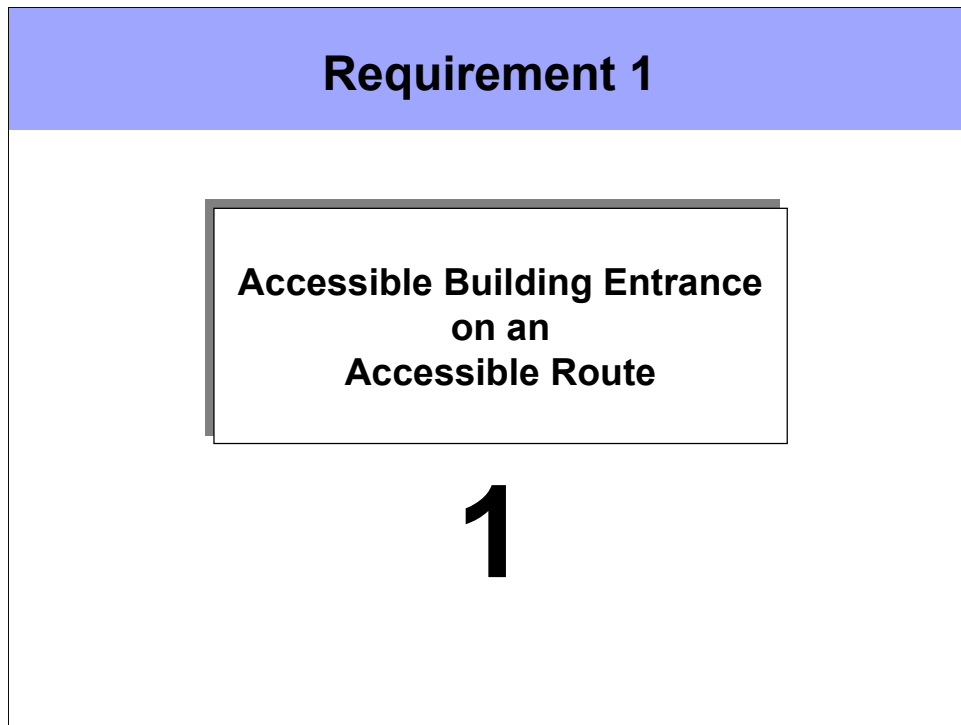 Requirement 1
Accessible Building Entrance
on an
Accessible Route
1